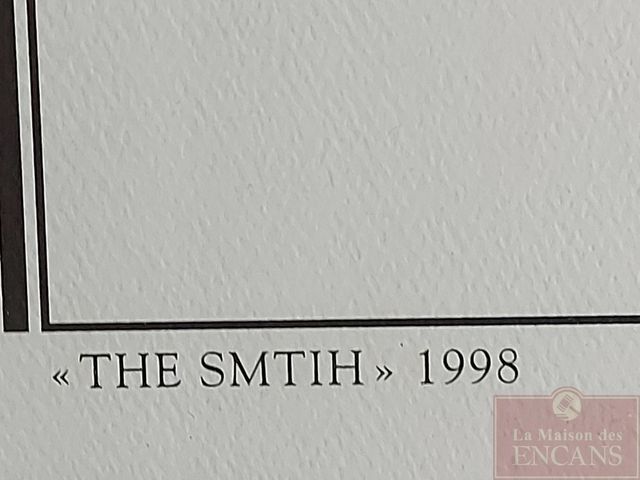 « THE SMTIH » 1998
La Maison des
ENCANS